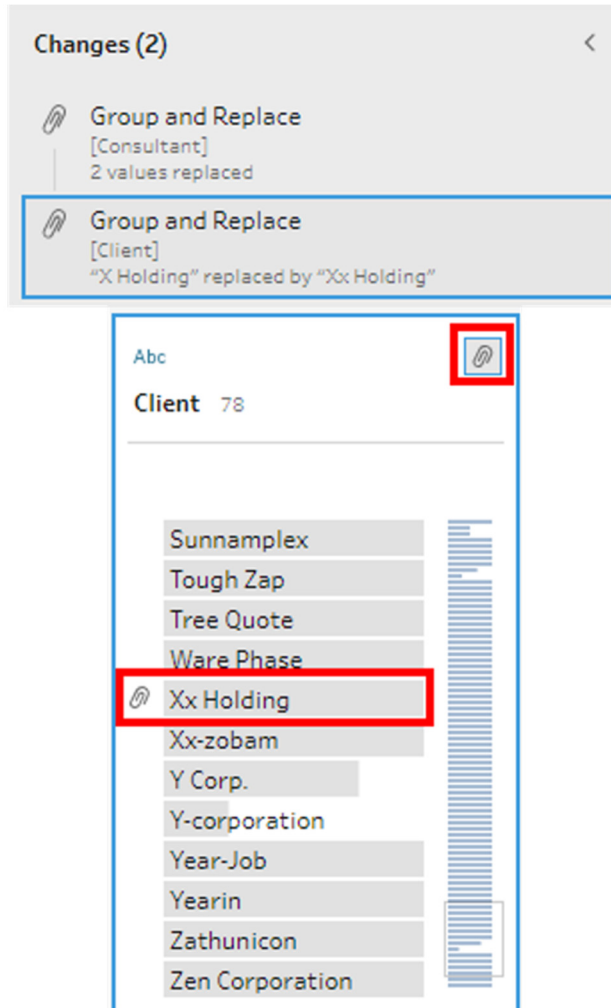 Changes (2)
Group and Replace
[Consultant]
2 values replaced
Group and Replace
[Client]
“X Holding” replaced by “Xx Holding”
Abc
Client 78
Sunnamplex
Tough Zap
Tree Quote
Ware Phase
Xx Holding
Xx-zobam
Y Corp.
Y-corporation
Year-Job
Yearin
Zathunicon
Zen Corporation